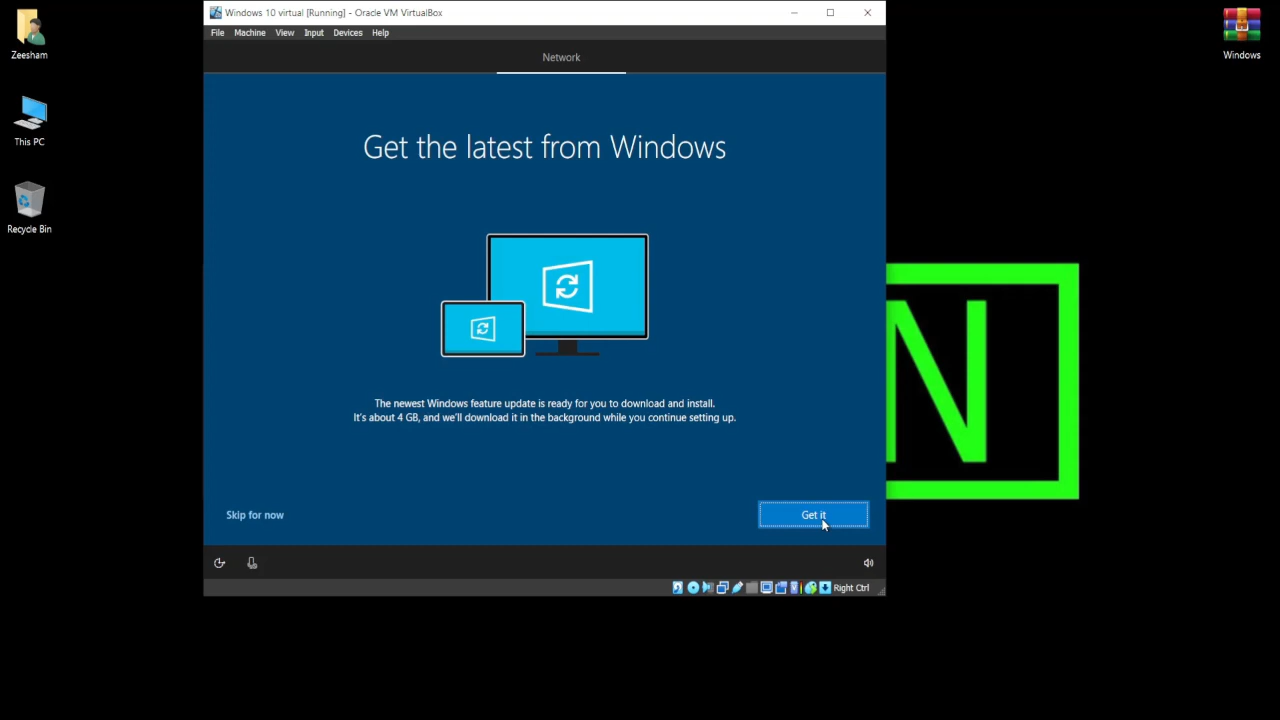 Zeesham
This PC
Recycle Bin
Windows 10 virtual [Running] - Oracle VM VirtualBox
File Machine View Input Devices Help
Network
Get the latest from Windows
The newest Windows feature update is ready for you to download and install.
It's about 4 GB, and we'll download it in the background while you continue setting up.
Skip for now
Get it
Right Ctrl
N
Windows